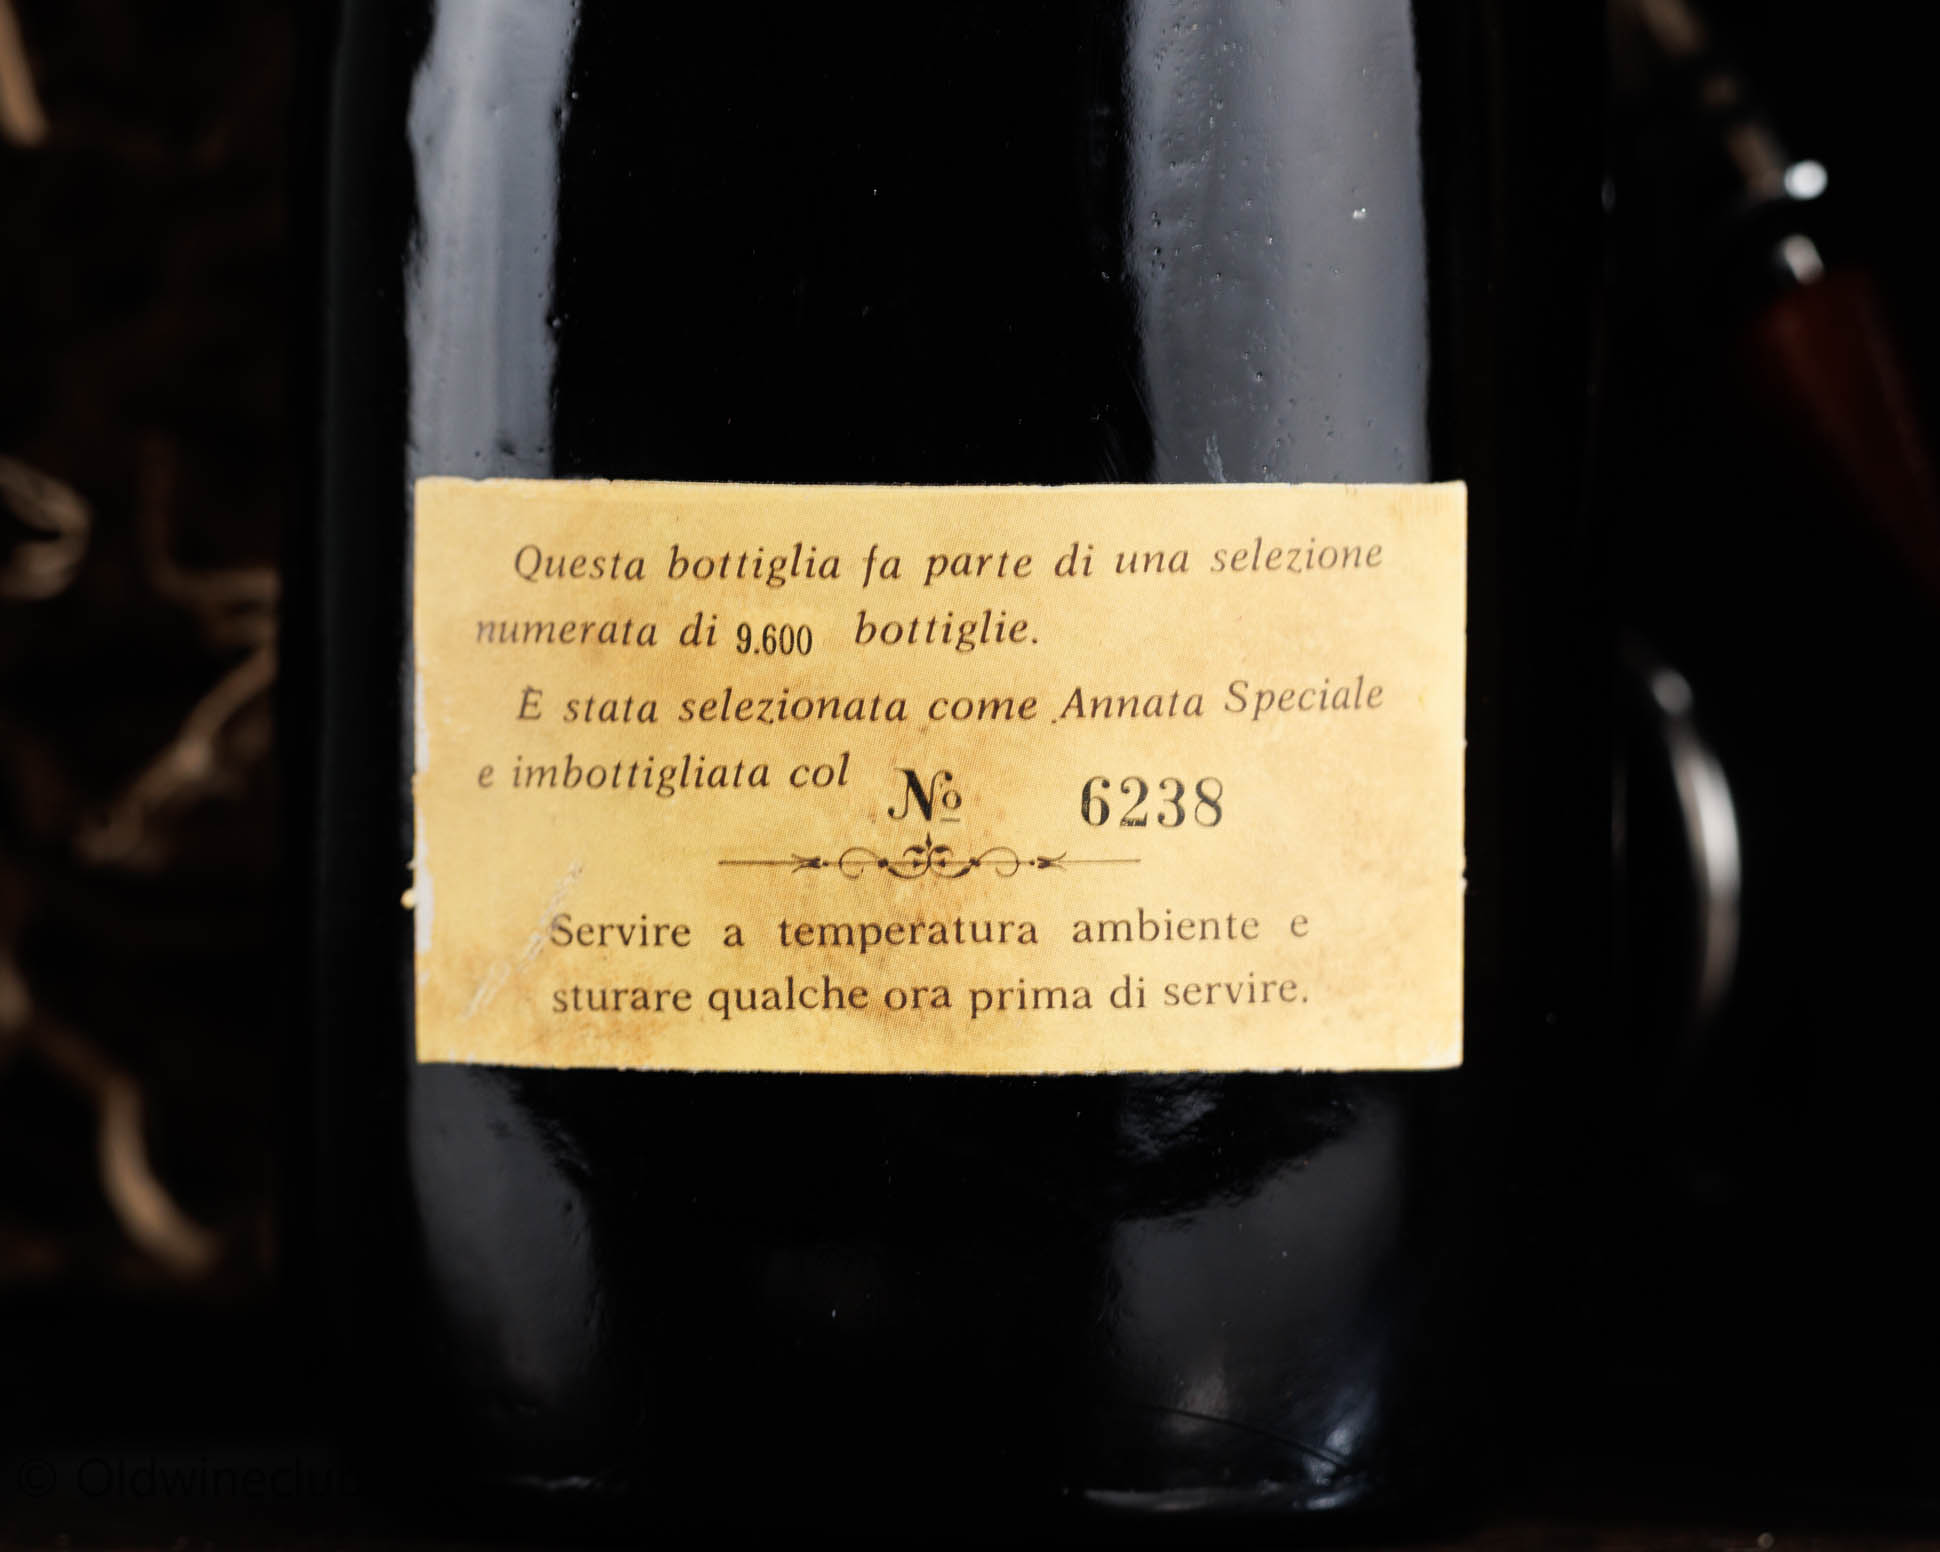 Questa bottiglia fa parte di una selezione
numerata di 9.600 bottiglie.
È stata selezionata come Annata Speciale
e imbottigliata col Nº 6238
Servire a temperatura ambiente e
sturare qualche ora prima di servire.
© Oldwineclub